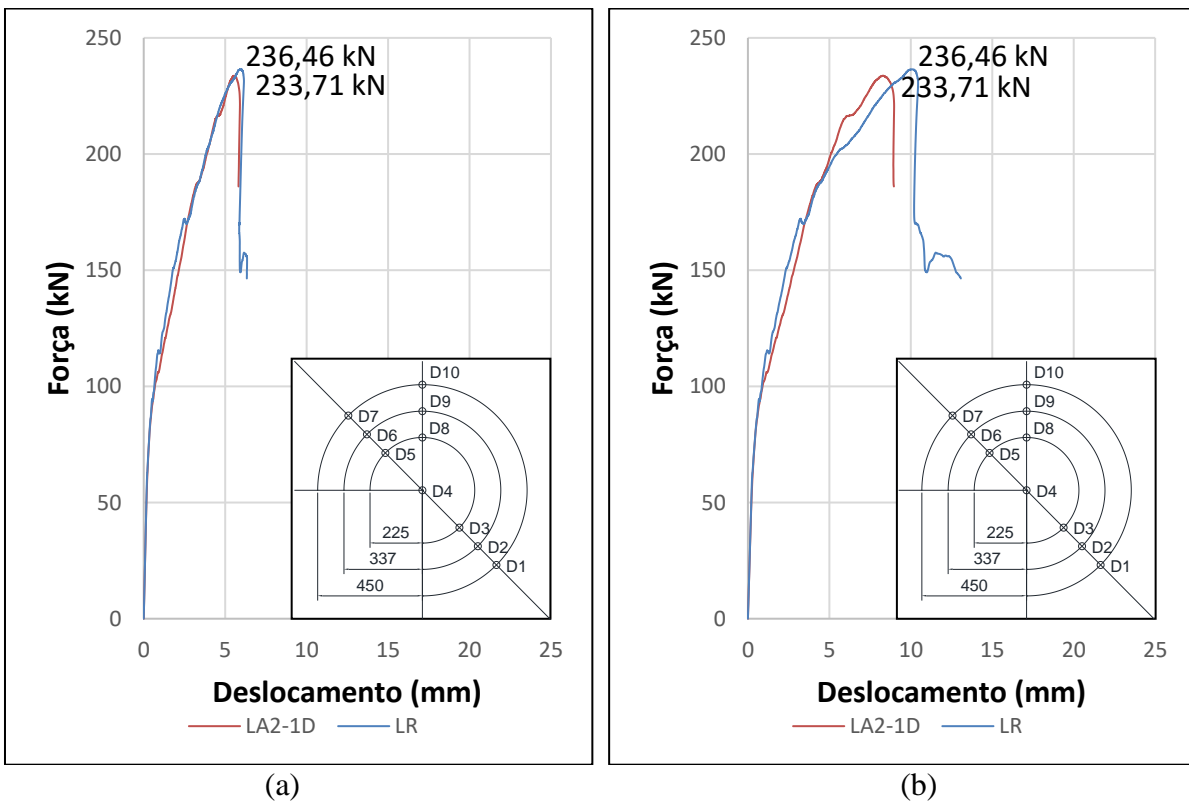 250
200
150
100
50
0
Força (kN)
236,46 kN
233,71 kN
D10
D9
D8
D7
D6
D5
D4
D3
D2
D1
225
337
450
0 5 10 15 20 25
Deslocamento (mm)
LA2-1D LR
(a)
250
200
150
100
50
0
Força (kN)
236,46 kN
233,71 kN
D10
D9
D8
D7
D6
D5
D4
D3
D2
D1
225
337
450
0 5 10 15 20 25
Deslocamento (mm)
LA2-1D LR
(b)